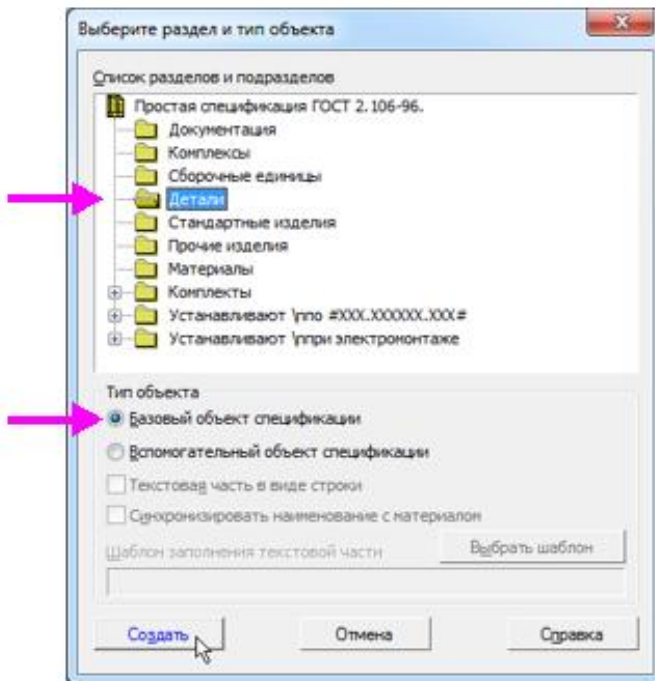 Выберите раздел и тип объекта
Список разделов и подразделов
Простая спецификация ГОСТ 2.106-96.
Документация
Комплексы
Сборочные единицы
Детали
Стандартные изделия
Прочие изделия
Материалы
Комплекты
Устанавливают \nпо #XXX.XXXXXX.XXX#
Устанавливают \nпри электромонтаже
Тип объекта
Базовый объект спецификации
Вспомогательный объект спецификации
Текстовая часть в виде строки
Синхронизировать наименование с материалом
Шаблон заполнения текстовой части Выбрать шаблон
Создать Отмена Справка